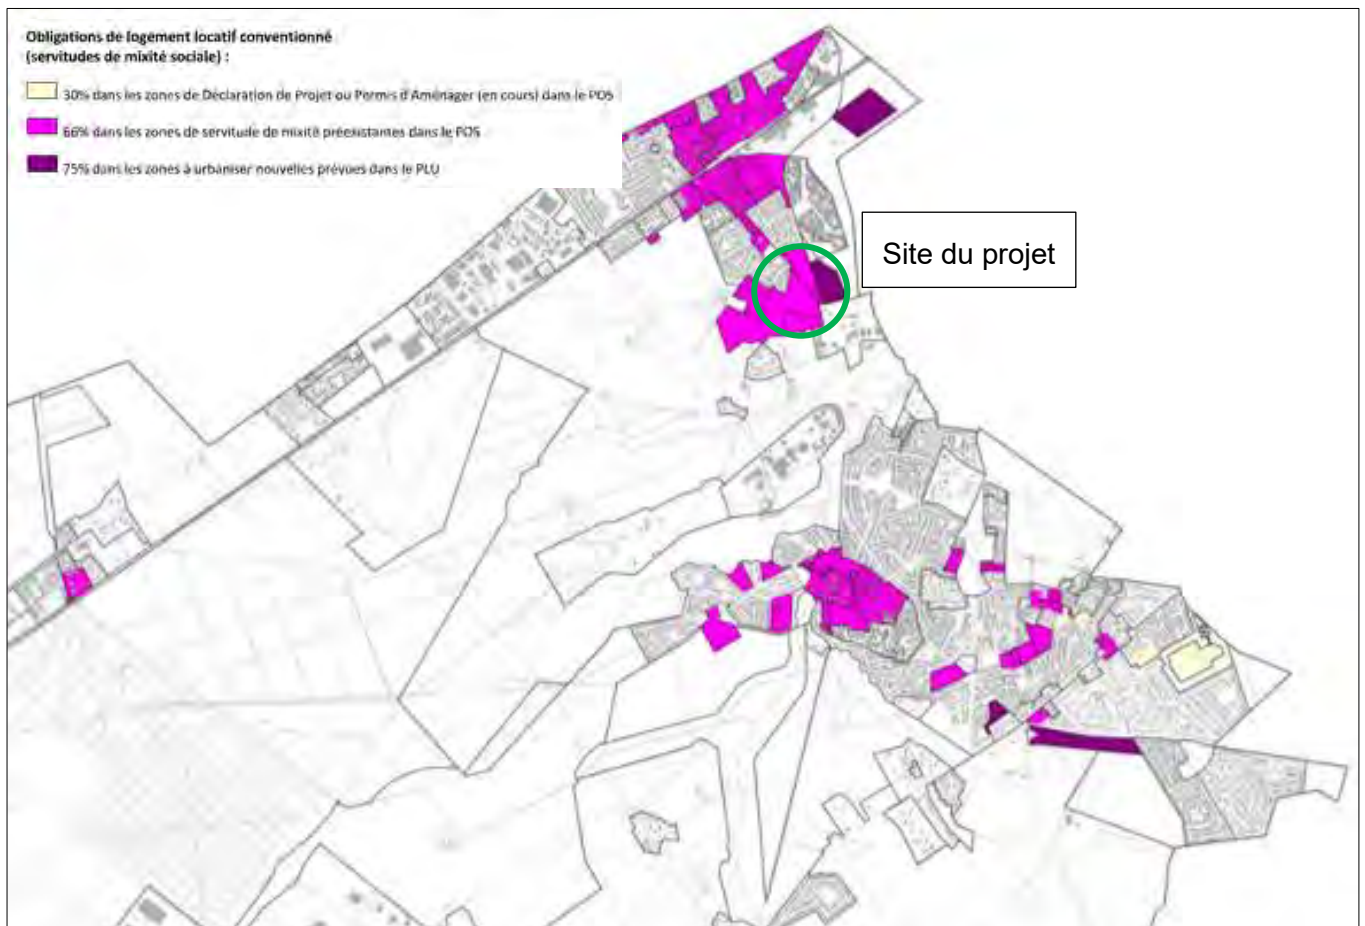 Obligations de logement locatif conventionné
(servitudes de mixité sociale) :
30% dans les zones de Déclaration de Projet ou Permis d'Aménager (en cours) dans le POS
66% dans les zones de servitude de mixité préexistantes dans le POS
75% dans les zones à urbaniser nouvelles prévues dans le PLU
Site du projet